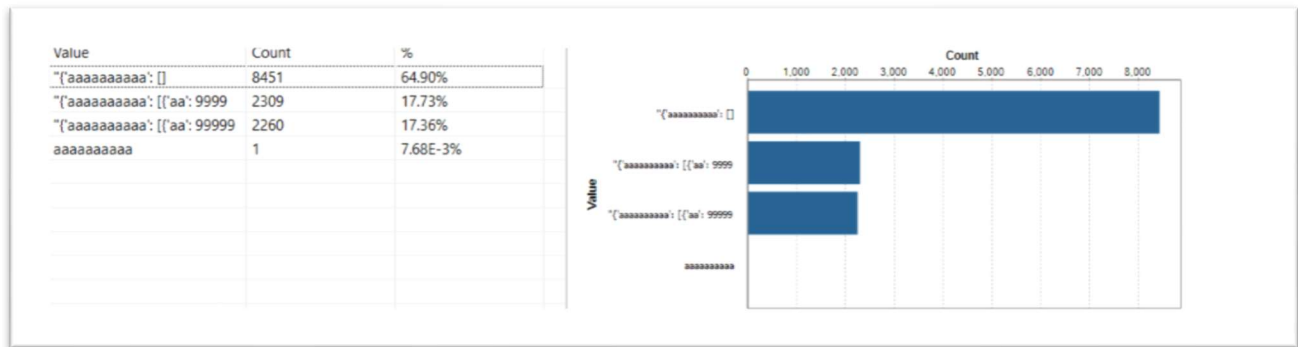 Value Count %
"{'aaaaaaaaaa': [] 8451 64.90%
"{'aaaaaaaaaa': [{'aa': 9999 2309 17.73%
"{'aaaaaaaaaa': [{'aa': 99999 2260 17.36%
aaaaaaaaaa 1 7.68E-3%
Count
0 1,000 2,000 3,000 4,000 5,000 6,000 7,000 8,000
Value
"{'aaaaaaaaaa': []
"{'aaaaaaaaaa': [{'aa': 9999
"{'aaaaaaaaaa': [{'aa': 99999
aaaaaaaaaa